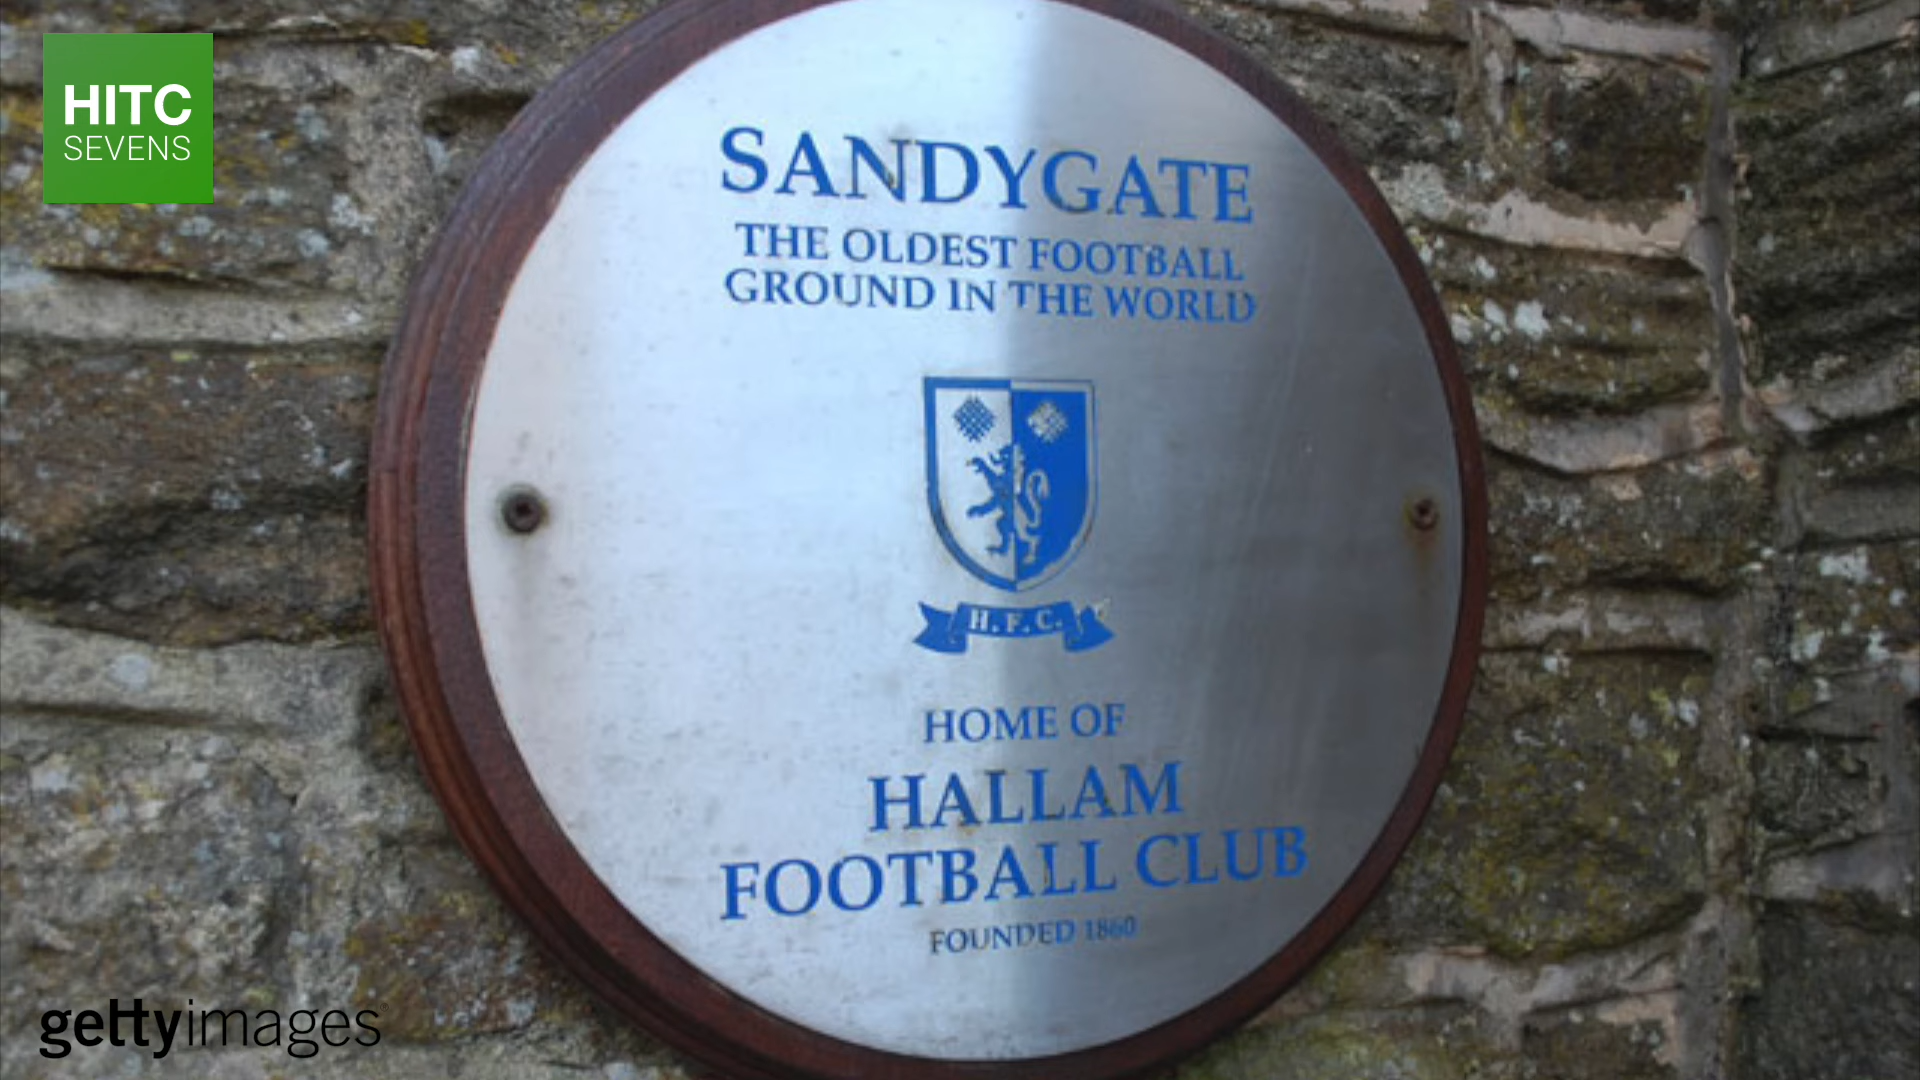 HITC
SEVENS
SANDYGATE
THE OLDEST FOOTBALL
GROUND IN THE WORLD
H.F.C.
HOME OF
HALLAM
FOOTBALL CLUB
FOUNDED 1860
gettyimages